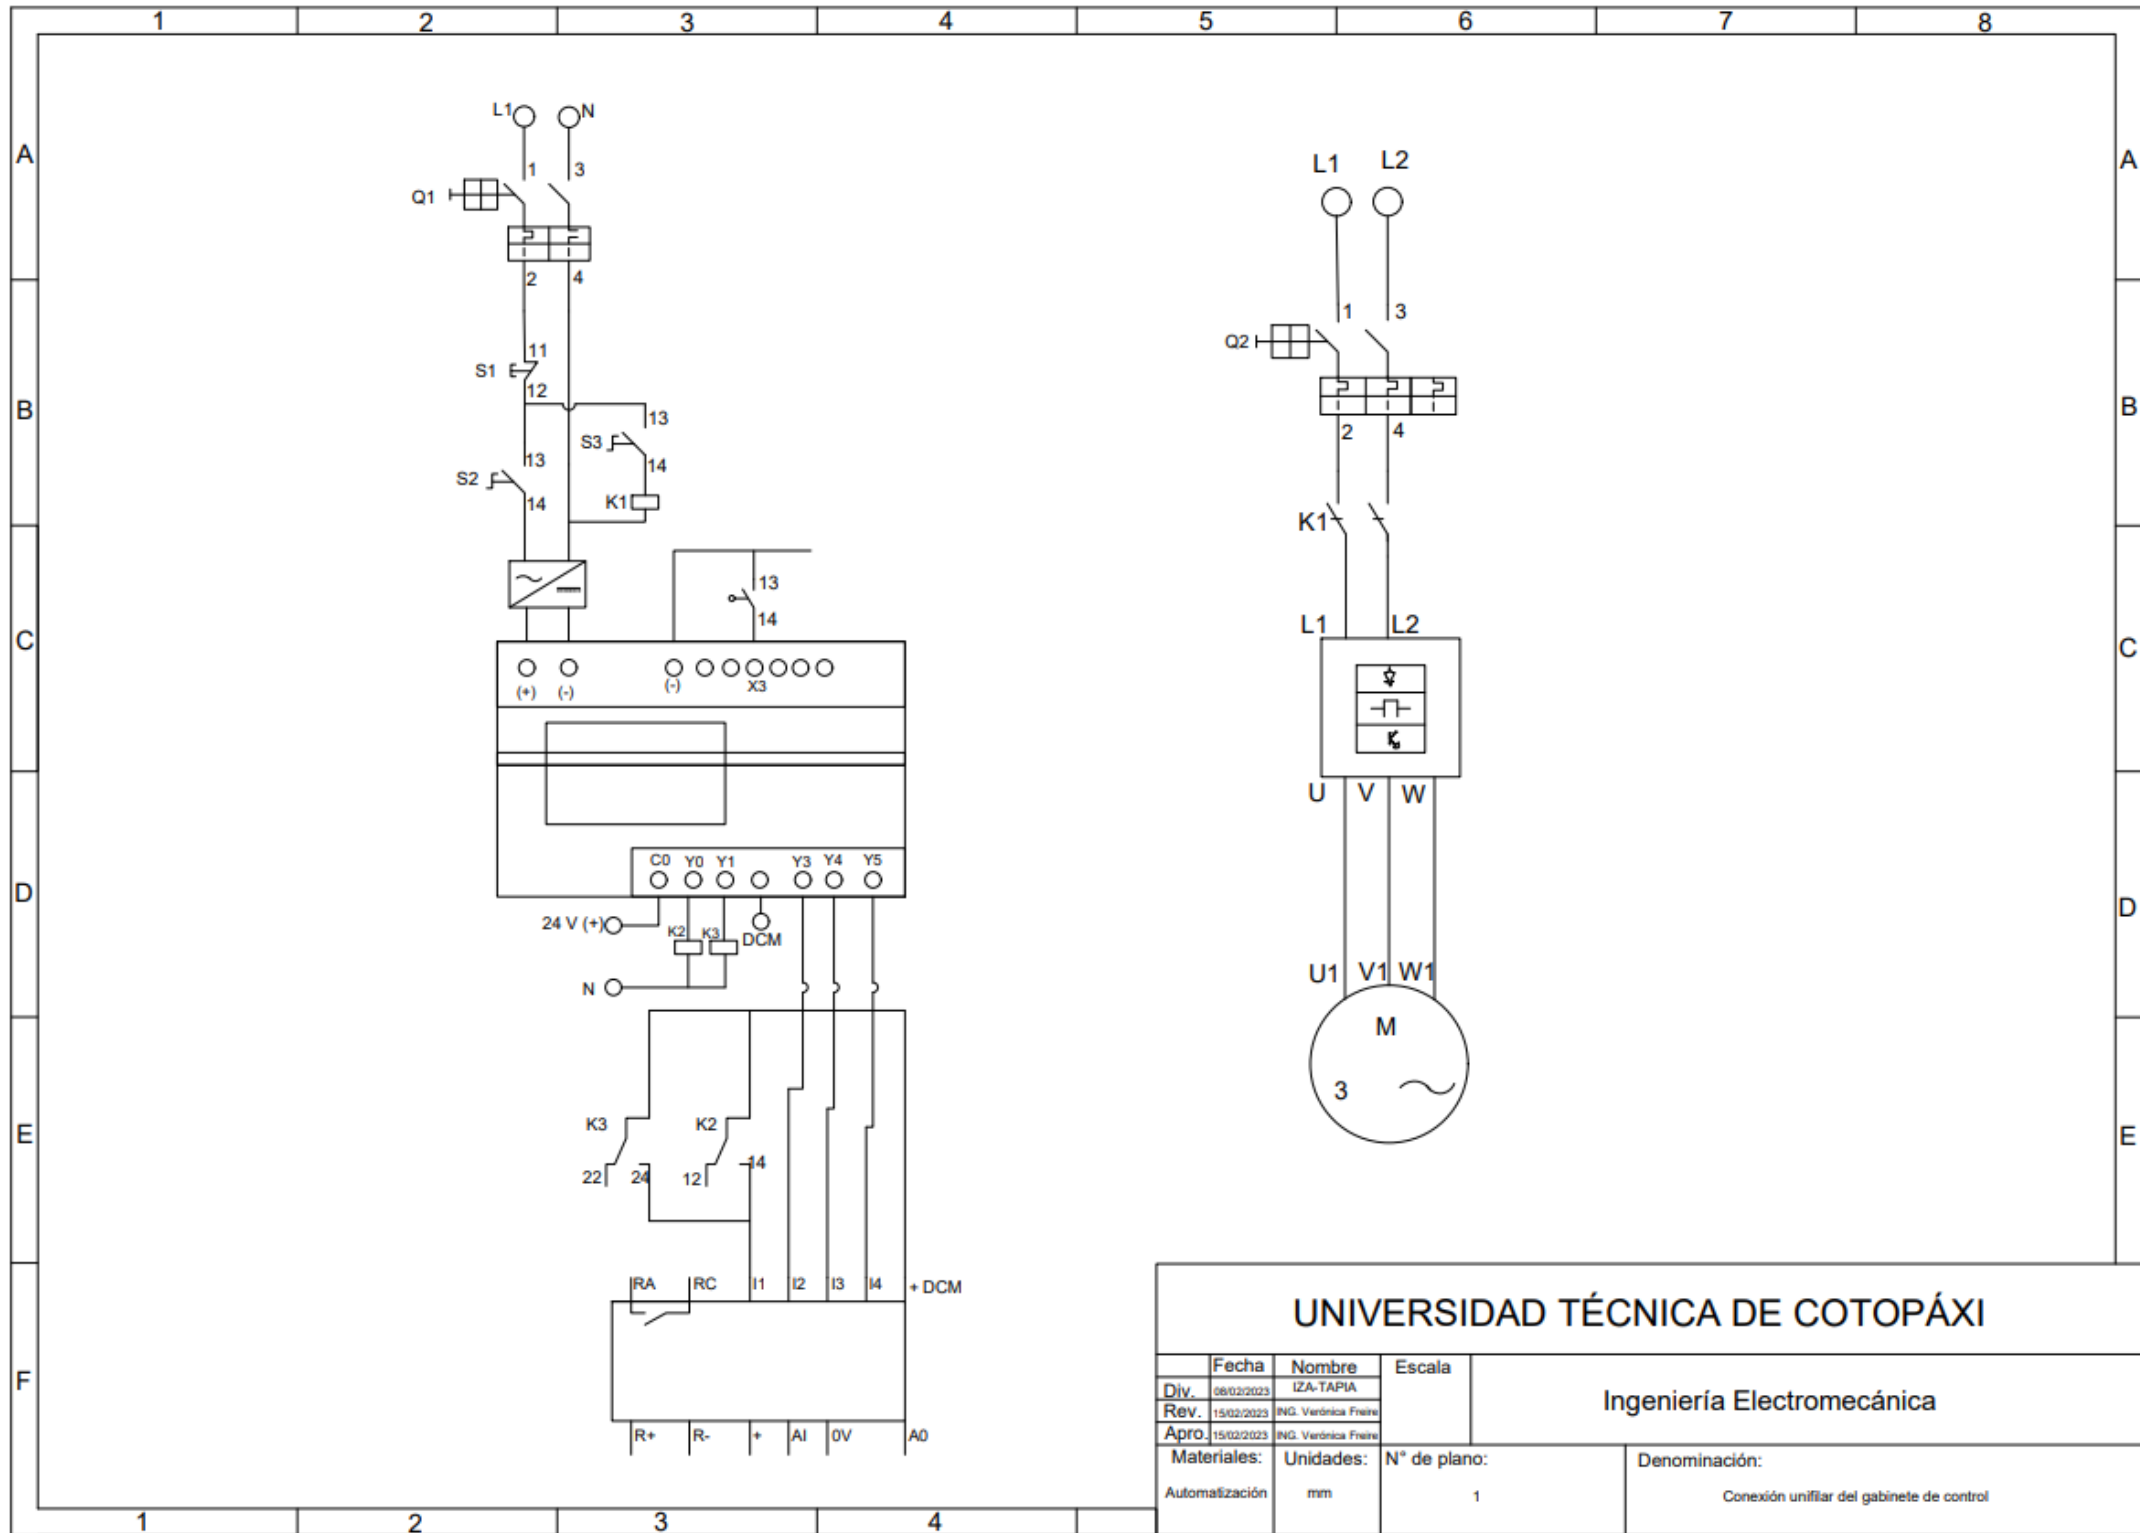 1 2 3 4 5 6 7 8
A A
B B
C C
D D
E E
F
1 2 3 4
L1 N
1 3
Q1
2 4
11
S1
12
13
S3
14
K1
13
S2
14
13
14
(+) (-) (-) X3
C0 Y0 Y1 Y3 Y4 Y5
24 V (+)
K2 K3 DCM
N
K3 K2
22 24 12 14
RA RC I1 I2 I3 I4 + DCM
R+ R- + AI 0V A0
L1 L2
1 3
Q2
2 4
K1
L1 L2
U V W
U1 V1 W1
M
3
UNIVERSIDAD TÉCNICA DE COTOPÁXI
Fecha Nombre Escala
Div. 08/02/2023 IZA-TAPIA
Rev. 15/02/2023 ING. Verónica Freire
Apro. 15/02/2023 ING. Verónica Freire
Ingeniería Electromecánica
Materiales: Unidades: N° de plano: Denominación:
Automatización mm 1 Conexión unifilar del gabinete de control